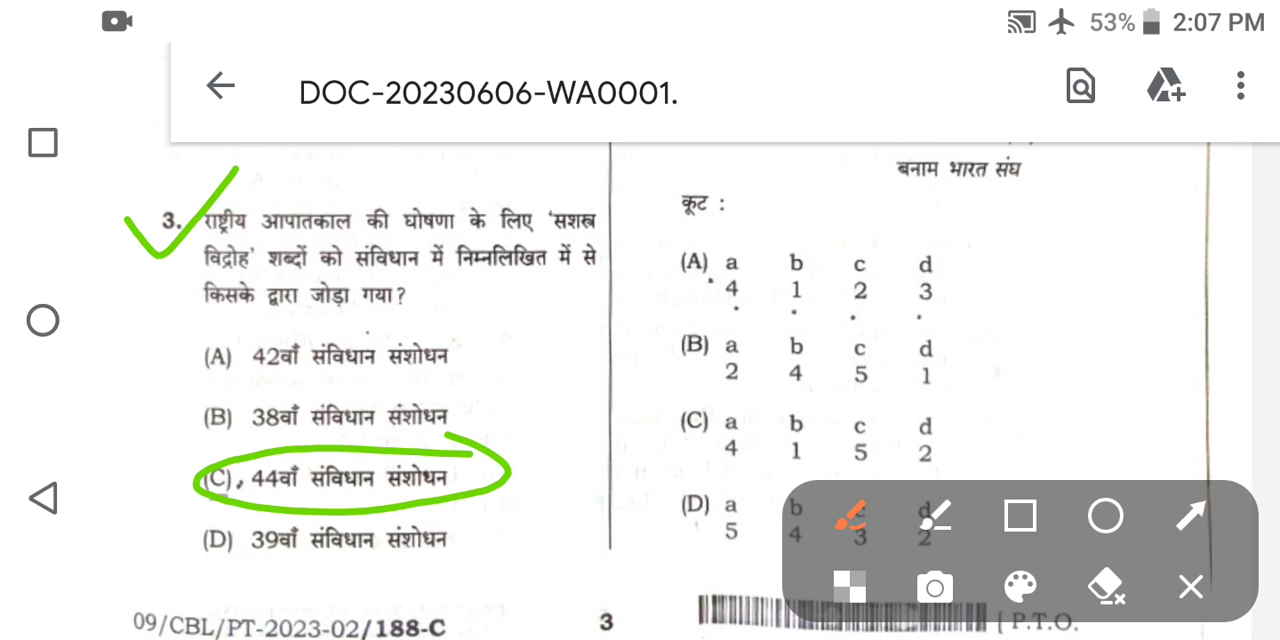 53% 2:07 PM
DOC-20230606-WA0001.
3. राष्ट्रीय आपातकाल की घोषणा के लिए ‘सशस्त्र
विद्रोह’ शब्दों को संविधान में निम्नलिखित में से
किसके द्वारा जोड़ा गया?
(A) 42वाँ संविधान संशोधन
(B) 38वाँ संविधान संशोधन
(C) 44वाँ संविधान संशोधन
(D) 39वाँ संविधान संशोधन
बनाम भारत संघ
कूट :
(A) a b c d
4 1 2 3
(B) a b c d
2 4 5 1
(C) a b c d
4 1 5 2
(D) a b c d
5 4 3 2
09/CBL/PT-2023-02/188-C
3
[ P.T.O.